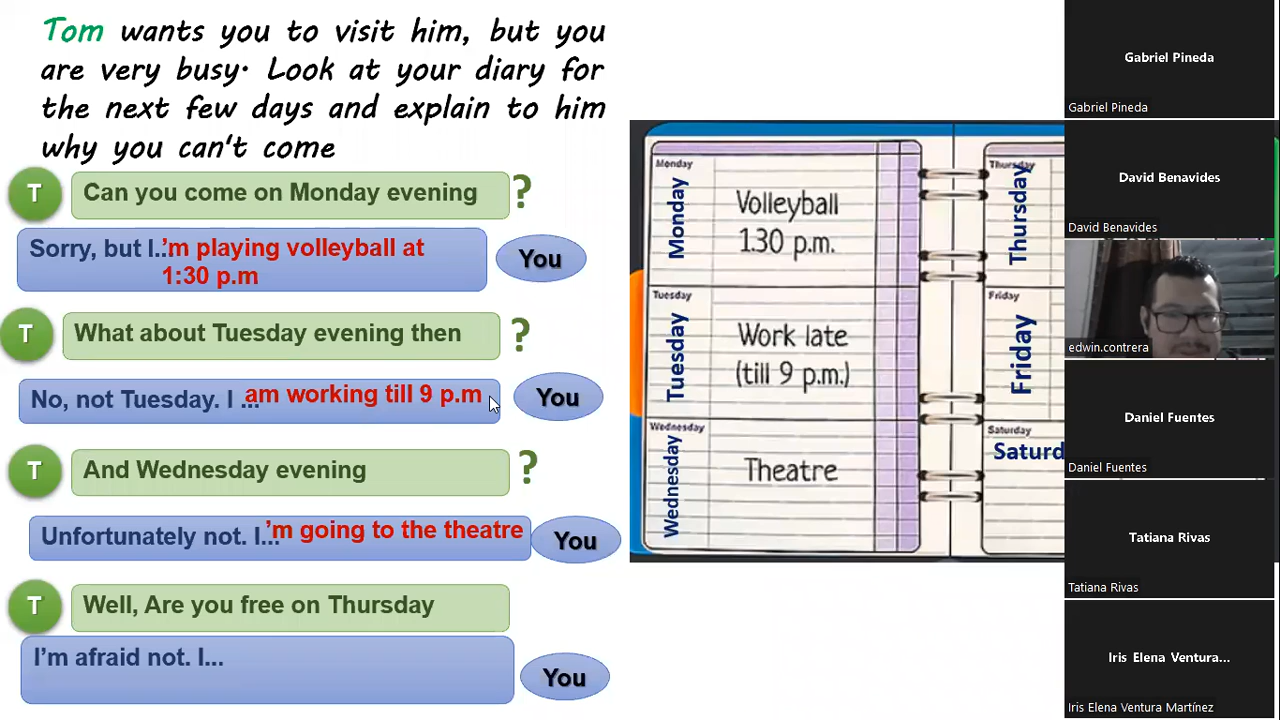 Tom wants you to visit him, but you
are very busy. Look at your diary for
the next few days and explain to him
why you can't come
T
Can you come on Monday evening
?
Sorry, but I..'m playing volleyball at
1:30 p.m
You
T
What about Tuesday evening then
?
No, not Tuesday. I ...am working till 9 p.m
You
T
And Wednesday evening
?
Unfortunately not. I...'m going to the theatre
You
T
Well, Are you free on Thursday
I'm afraid not. I...
You
Monday
Monday
Volleyball
1.30 p.m.
Tuesday
Tuesday
Work late
(till 9 p.m.)
Wednesday
Wednesday
Theatre
Thursday
Thursday
Friday
Friday
Saturday
Saturd
Gabriel Pineda
Gabriel Pineda
David Benavides
David Benavides
edwin.contrera
Daniel Fuentes
Daniel Fuentes
Tatiana Rivas
Tatiana Rivas
Iris Elena Ventura...
Iris Elena Ventura Martínez